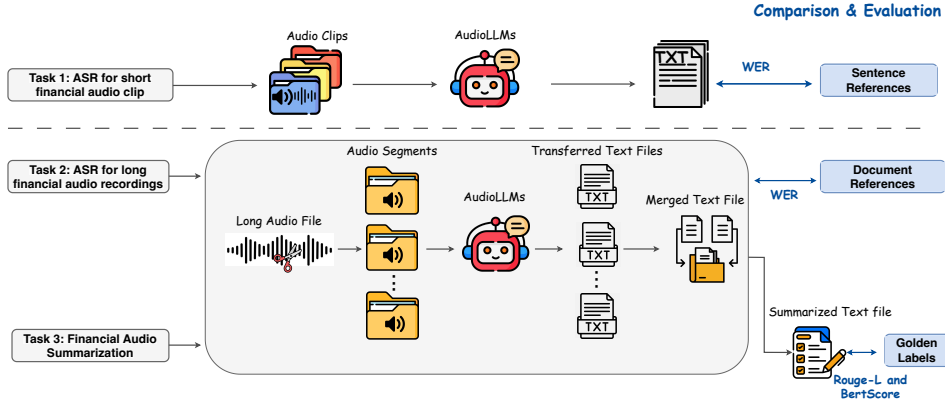 Comparison & Evaluation
Audio Clips
AudioLLMs
TXT
Task 1: ASR for short
financial audio clip
WER
Sentence
References
Task 2: ASR for long
financial audio recordings
Audio Segments
Transferred Text Files
TXT
Document
References
WER
AudioLLMs
Merged Text File
Long Audio File
TXT
TXT
Task 3: Financial Audio
Summarization
Summarized Text file
Golden
Labels
Rouge-L and
BertScore